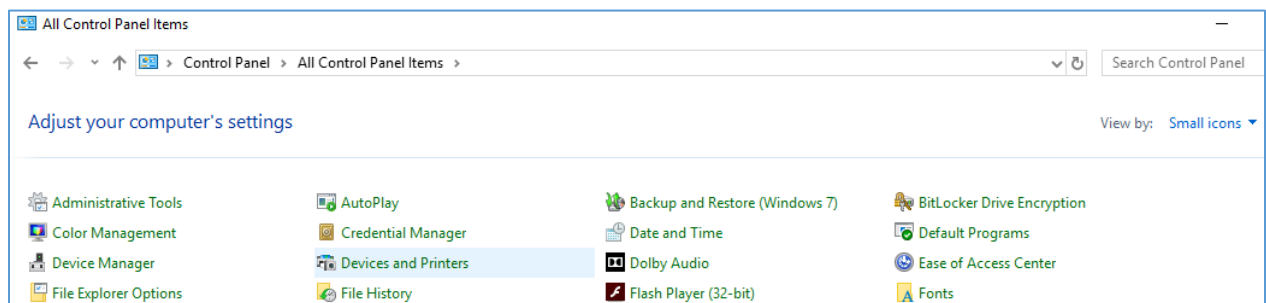 All Control Panel Items
Control Panel > All Control Panel Items >
Search Control Panel
Adjust your computer's settings
View by: Small icons
Administrative Tools
AutoPlay
Backup and Restore (Windows 7)
BitLocker Drive Encryption
Color Management
Credential Manager
Date and Time
Default Programs
Device Manager
Devices and Printers
Dolby Audio
Ease of Access Center
File Explorer Options
File History
Flash Player (32-bit)
Fonts